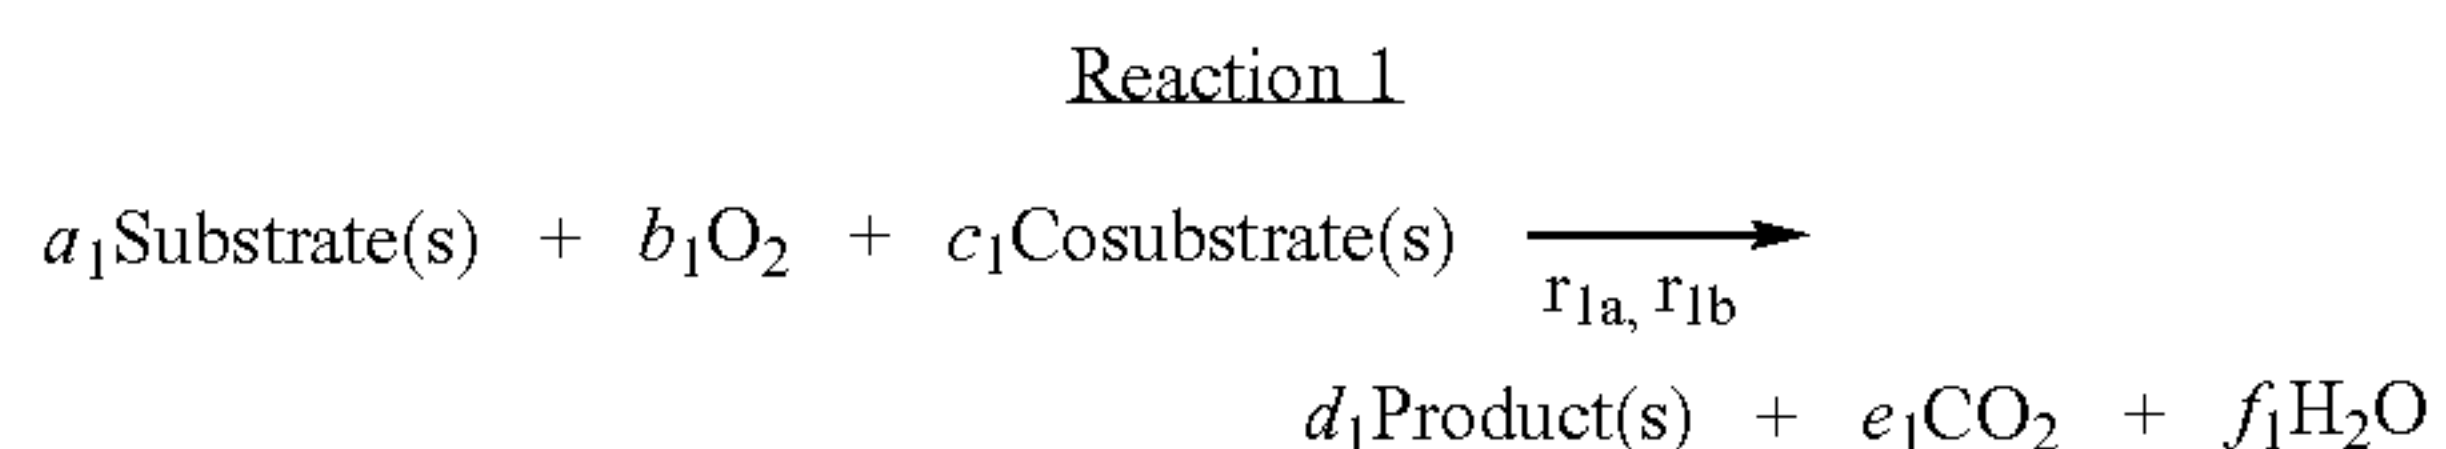 Reaction 1
a₁Substrate(s) + b₁O₂ + c₁Cosubstrate(s) ⟶
r₁ₐ, r₁b
d₁Product(s) + e₁CO₂ + f₁H₂O